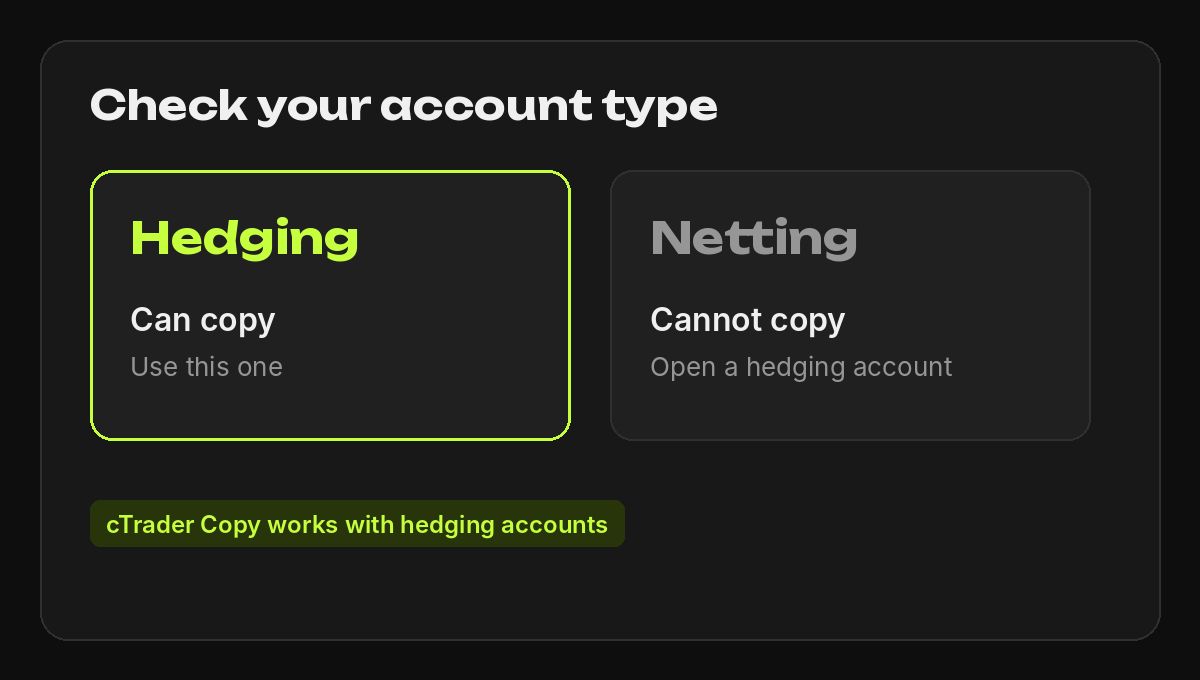 Check your account type
Hedging
Can copy
Use this one
Netting
Cannot copy
Open a hedging account
cTrader Copy works with hedging accounts